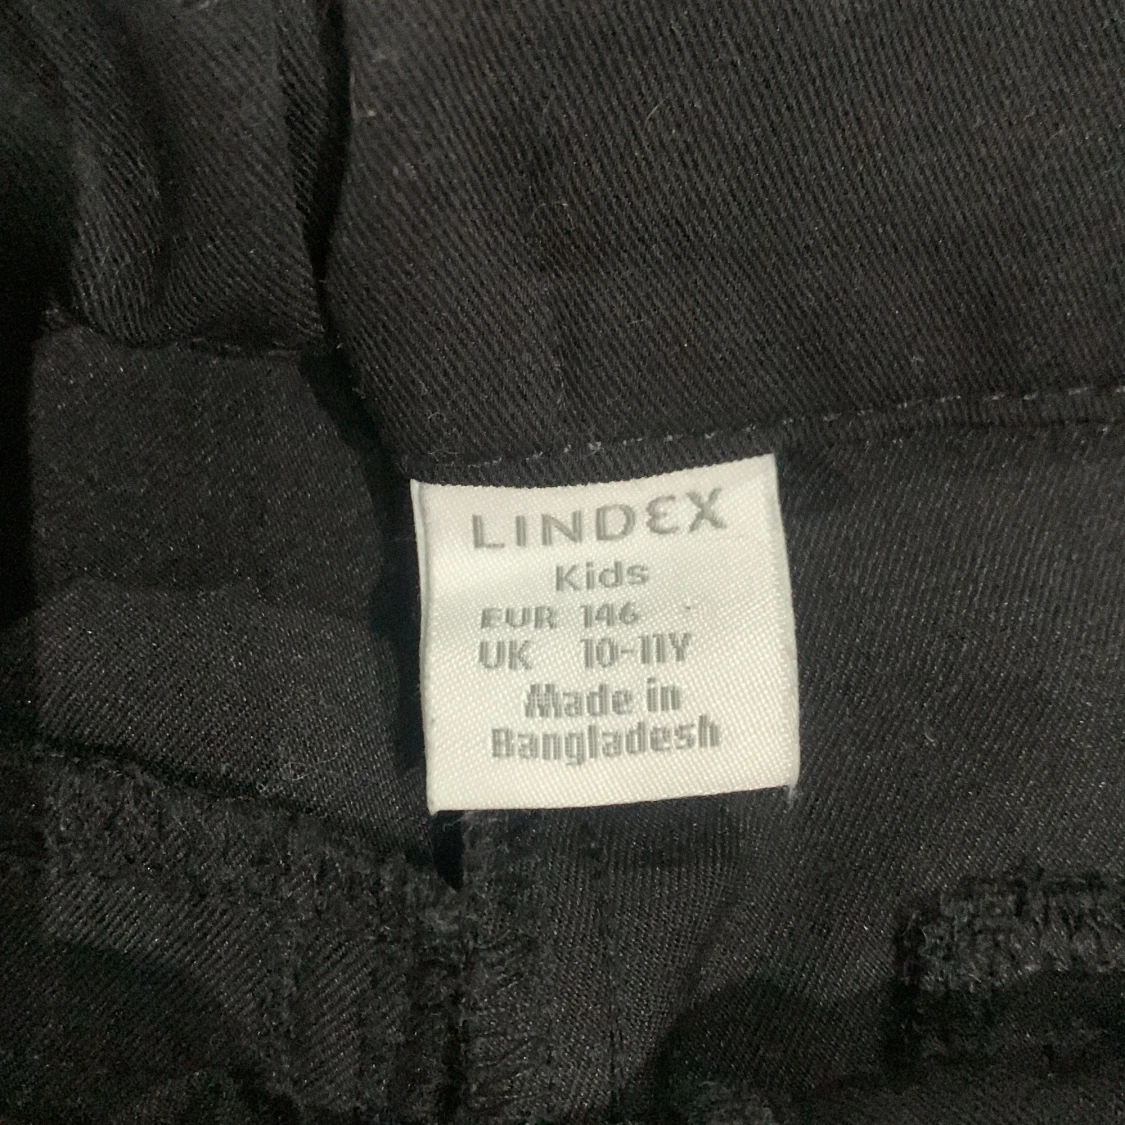 LINDEX
Kids
EUR 146
UK 10-11Y
Made in
Bangladesh